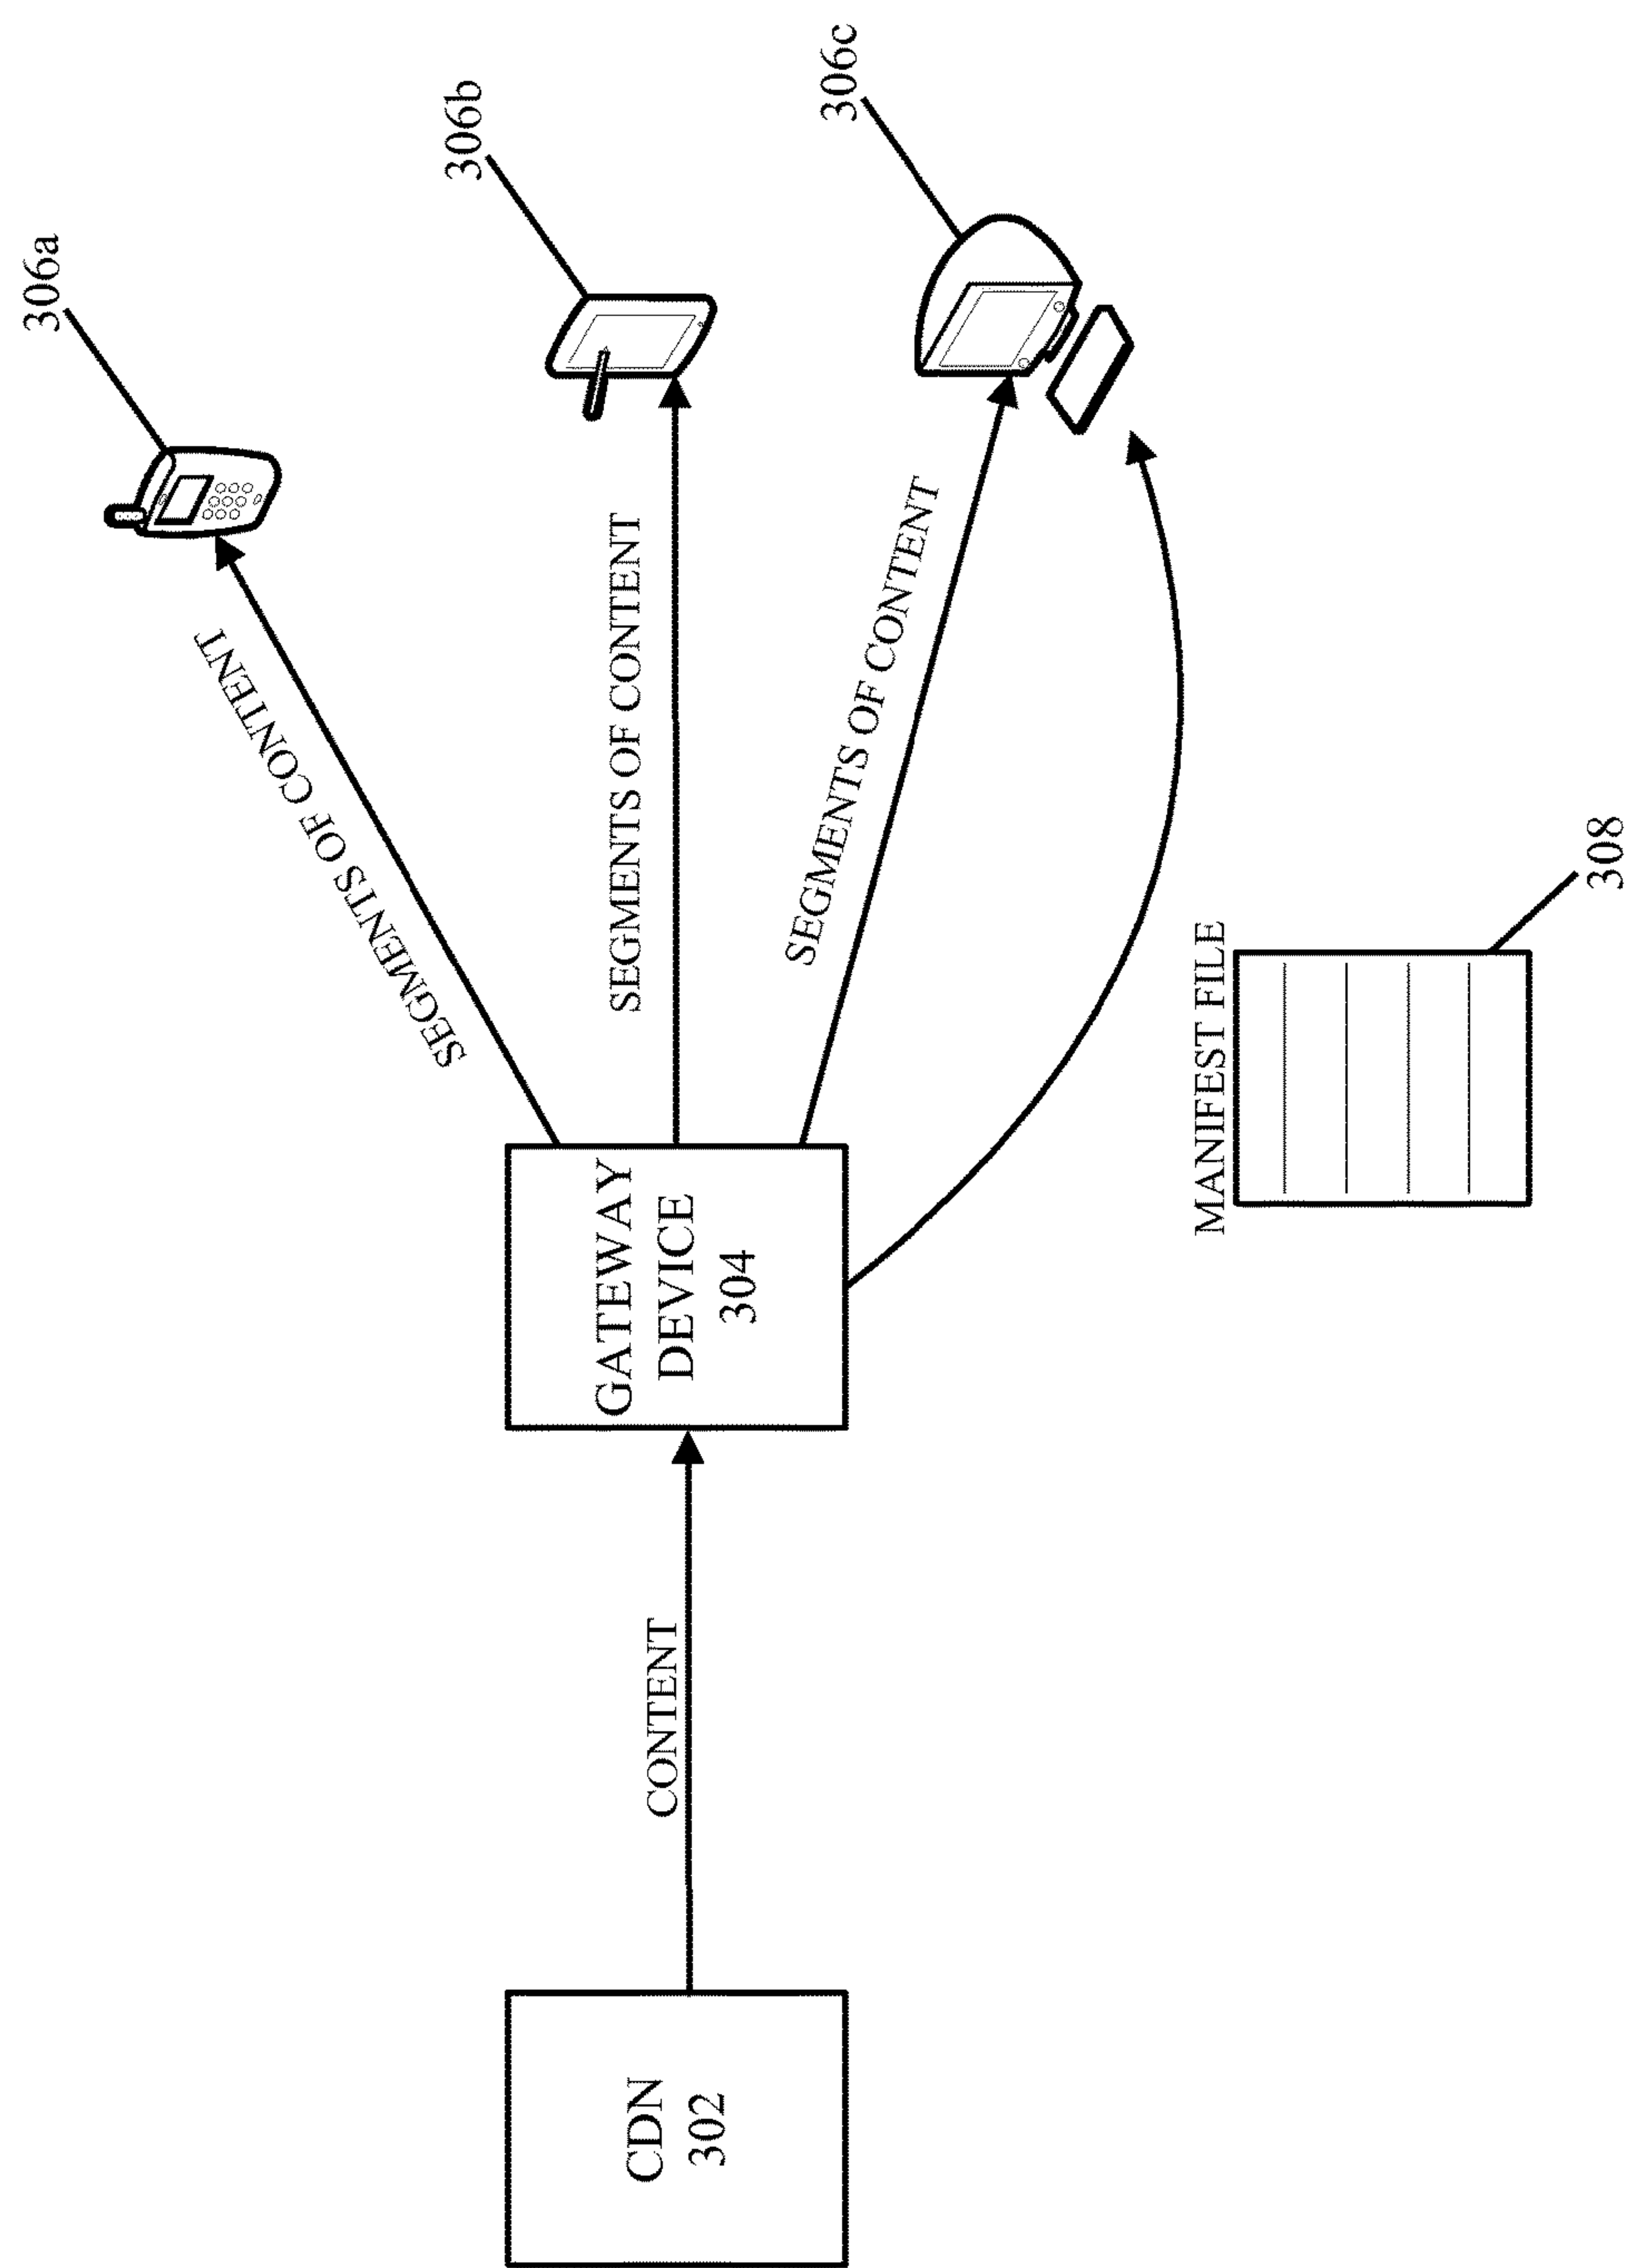 CDN
302
CONTENT
GATEWAY
DEVICE
304
SEGMENTS OF CONTENT
SEGMENTS OF CONTENT
SEGMENTS OF CONTENT
306a
306b
306c
MANIFEST FILE
308